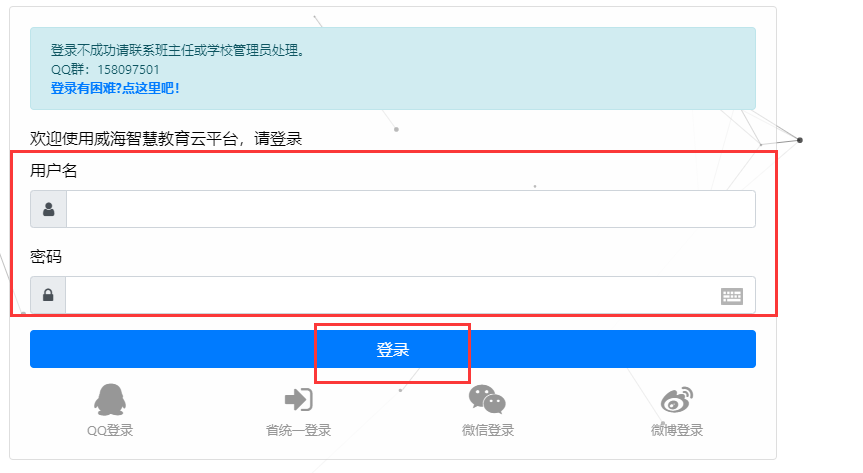 登录不成功请联系班主任或学校管理员处理。
QQ群：158097501
登录有困难?点这里吧!
欢迎使用威海智慧教育云平台，请登录
用户名
密码
登录
QQ登录 省统一登录 微信登录 微博登录